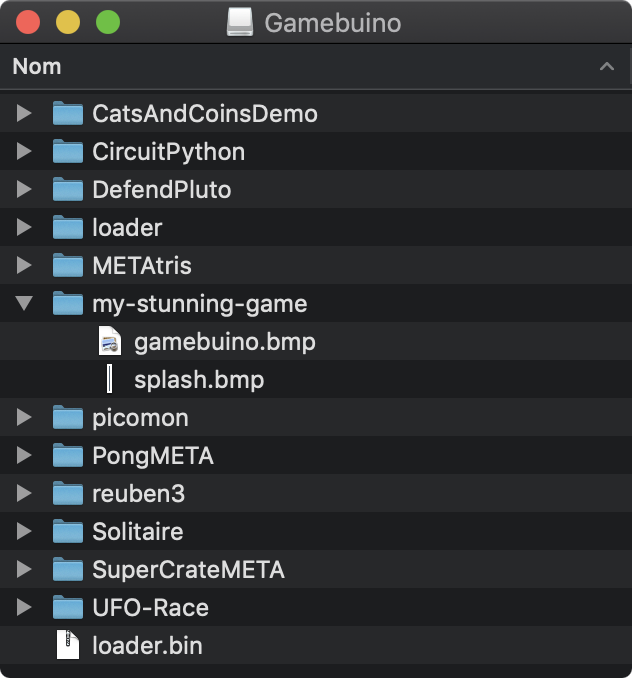 Gamebuino
Nom
CatsAndCoinsDemo
CircuitPython
DefendPluto
loader
METAtris
my-stunning-game
gamebuino.bmp
splash.bmp
picomon
PongMETA
reuben3
Solitaire
SuperCrateMETA
UFO-Race
loader.bin